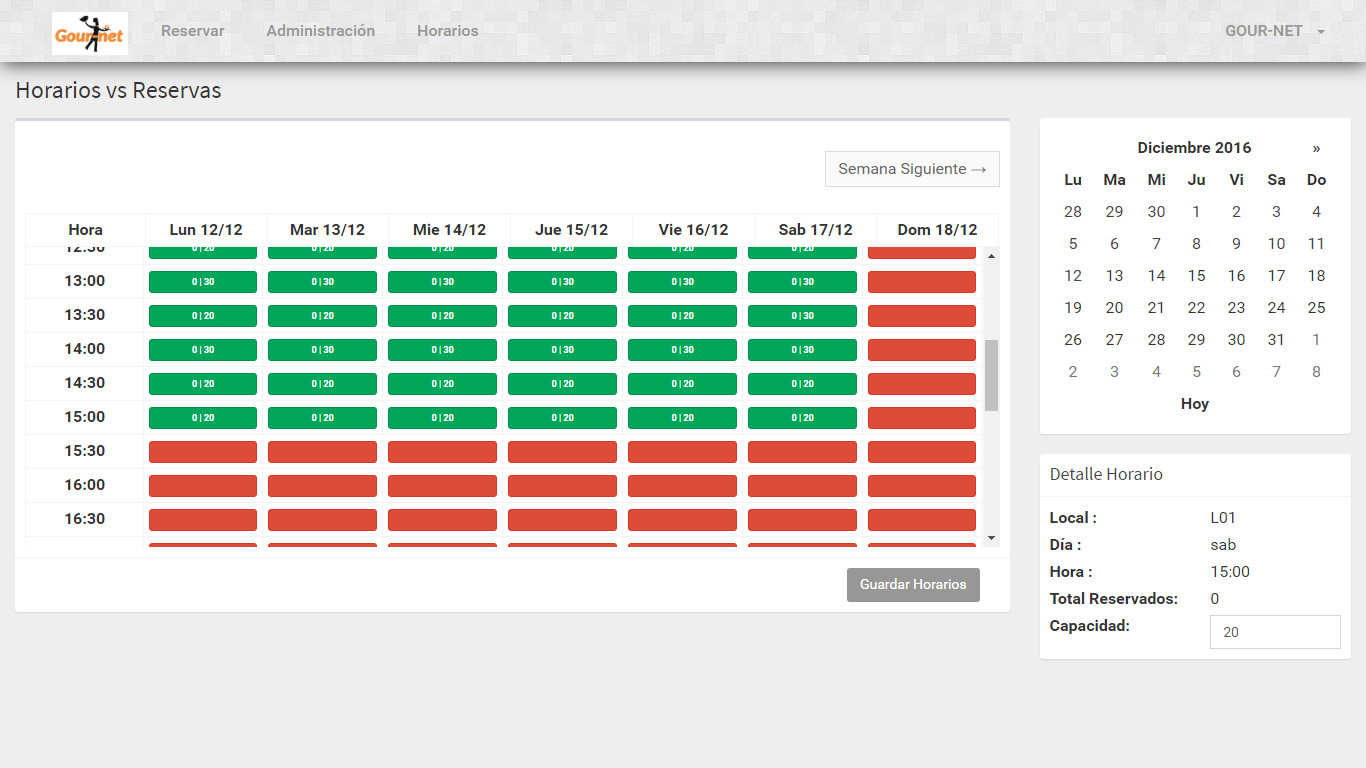 Gour-net Reservar Administración Horarios GOUR-NET
Horarios vs Reservas
Semana Siguiente →
Hora Lun 12/12 Mar 13/12 Mie 14/12 Jue 15/12 Vie 16/12 Sab 17/12 Dom 18/12
12:30 0 | 20 0 | 20 0 | 20 0 | 20 0 | 20 0 | 20
13:00 0 | 30 0 | 30 0 | 30 0 | 30 0 | 30 0 | 30
13:30 0 | 20 0 | 20 0 | 20 0 | 20 0 | 20 0 | 30
14:00 0 | 30 0 | 30 0 | 30 0 | 30 0 | 30 0 | 30
14:30 0 | 20 0 | 20 0 | 20 0 | 20 0 | 20 0 | 20
15:00 0 | 20 0 | 20 0 | 20 0 | 20 0 | 20 0 | 20
15:30
16:00
16:30
Guardar Horarios
Diciembre 2016 »
Lu Ma Mi Ju Vi Sa Do
28 29 30 1 2 3 4
5 6 7 8 9 10 11
12 13 14 15 16 17 18
19 20 21 22 23 24 25
26 27 28 29 30 31 1
2 3 4 5 6 7 8
Hoy
Detalle Horario
Local : L01
Día : sab
Hora : 15:00
Total Reservados: 0
Capacidad: 20